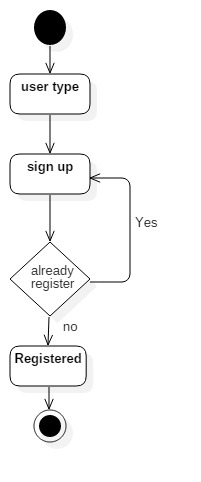 user type
sign up
Yes
already
register
no
Registered